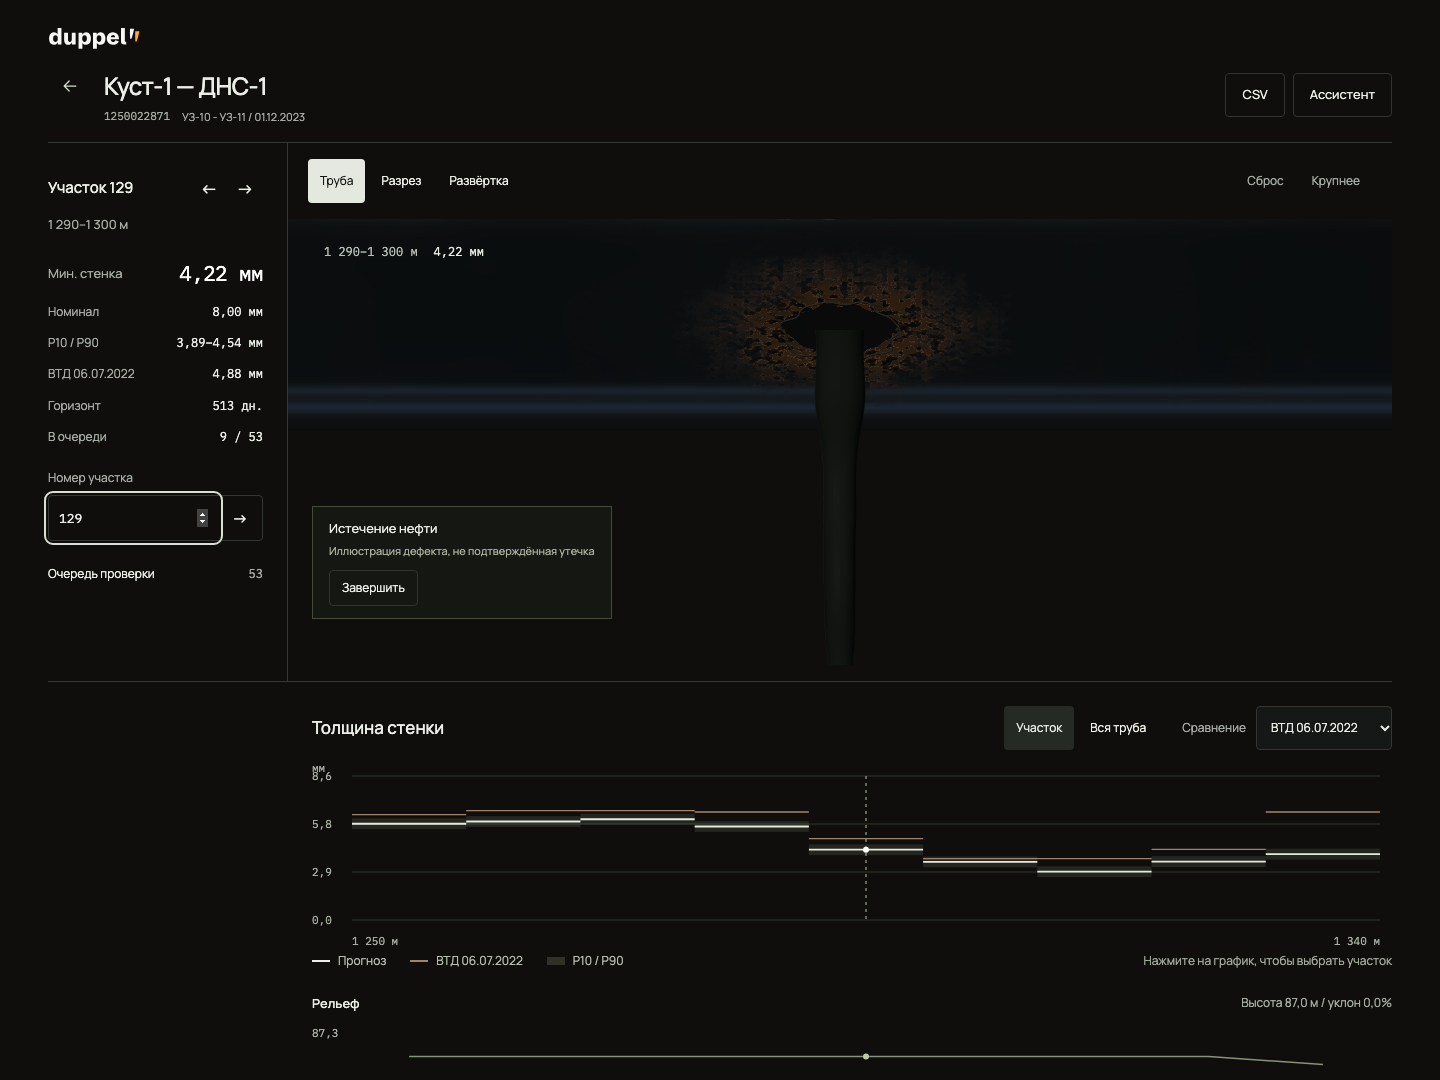 duppel
Куст-1 — ДНС-1
1250022871 УЗ-10 - УЗ-11 / 01.12.2023
CSV
Ассистент
Участок 129
1 290–1 300 м
Мин. стенка 4,22 мм
Номинал 8,00 мм
P10 / P90 3,89–4,54 мм
ВТД 06.07.2022 4,88 мм
Горизонт 513 дн.
В очереди 9 / 53
Номер участка
129
Очередь проверки 53
Труба Разрез Развёртка
Сброс Крупнее
1 290–1 300 м 4,22 мм
Истечение нефти
Иллюстрация дефекта, не подтверждённая утечка
Завершить
Толщина стенки
Участок Вся труба Сравнение ВТД 06.07.2022
мм
8,6
5,8
2,9
0,0
1 250 м 1 340 м
Прогноз ВТД 06.07.2022 P10 / P90
Нажмите на график, чтобы выбрать участок
Рельеф Высота 87,0 м / уклон 0,0%
87,3